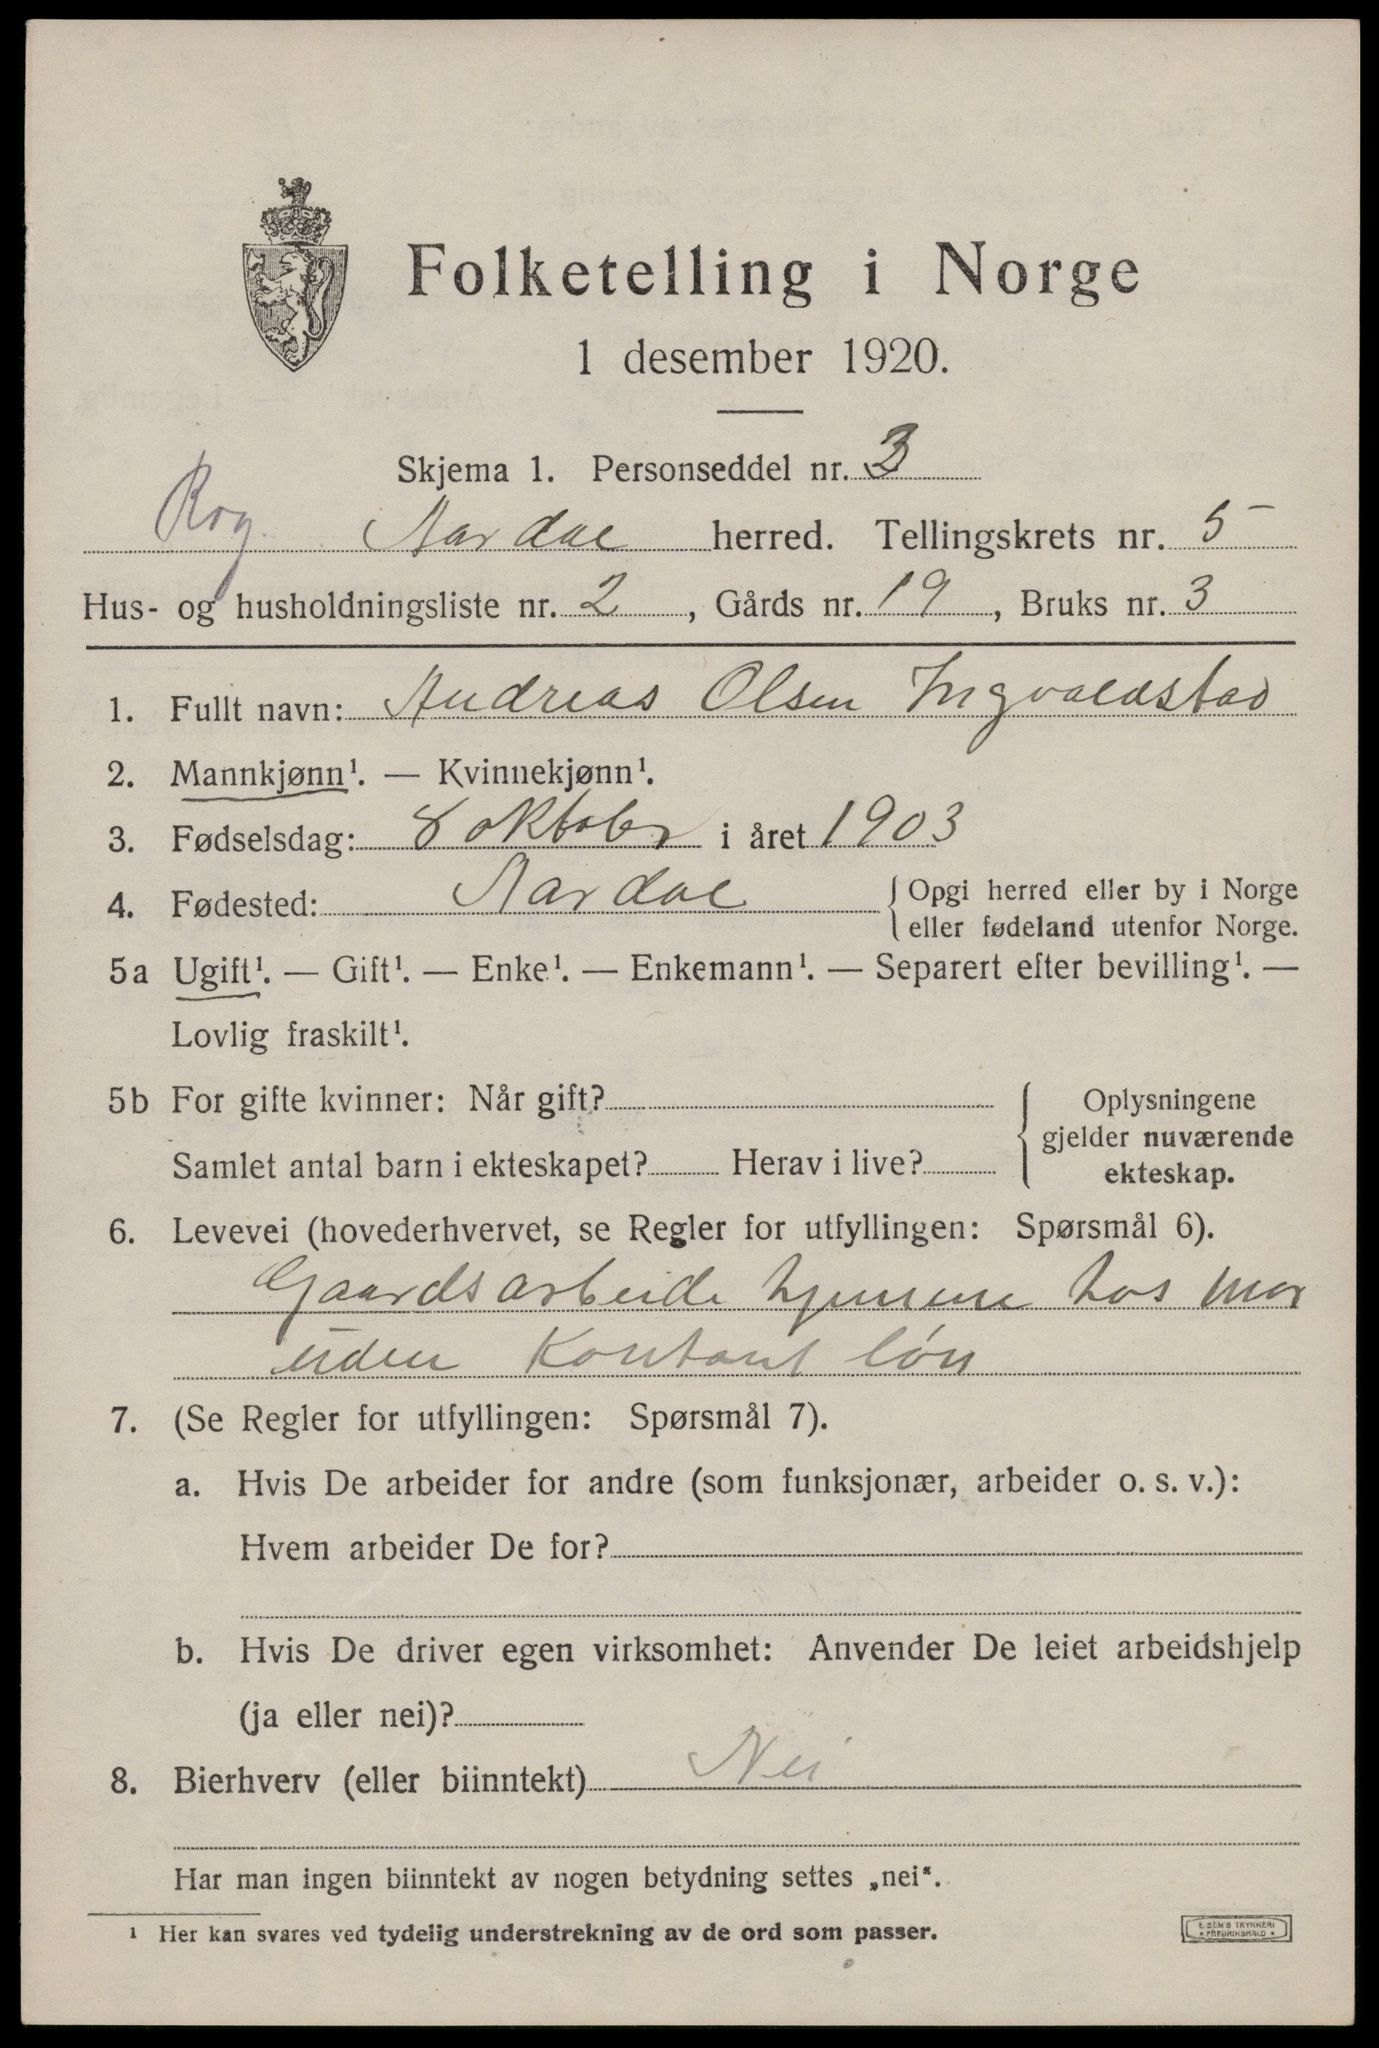 Folketelling i Norge
1 desember 1920.
Skjema 1. Personseddel nr. 3
Rog. Aardal herred. Tellingskrets nr. 5
Hus- og husholdningsliste nr. 2, Gårds nr. 19, Bruks nr. 3
1. Fullt navn: Andreas Olsen Ingvaldstad
2. Mannkjønn¹. — Kvinnekjønn¹.
3. Fødselsdag: 8 oktober i året 1903
4. Fødested: Aardal { Opgi herred eller by i Norge
eller fødeland utenfor Norge.
5a Ugift¹. — Gift¹. — Enke¹. — Enkemann¹. — Separert efter bevilling¹. —
Lovlig fraskilt¹.
5b For gifte kvinner: Når gift?
Samlet antal barn i ekteskapet? Herav i live?
{ Oplysningene
gjelder nuværende
ekteskap.
6. Levevei (hovederhvervet, se Regler for utfyllingen: Spørsmål 6).
Gaardsarbeide hjemme hos mor
uden Kontant løn
7. (Se Regler for utfyllingen: Spørsmål 7).
a. Hvis De arbeider for andre (som funksjonær, arbeider o. s. v.):
Hvem arbeider De for?
b. Hvis De driver egen virksomhet: Anvender De leiet arbeidshjelp
(ja eller nei)?
8. Bierhverv (eller biinntekt) Nei
Har man ingen biinntekt av nogen betydning settes „nei“.
¹ Her kan svares ved tydelig understrekning av de ord som passer.
E. SEM'S TRYKKERI
• FREDRIKSHALD •